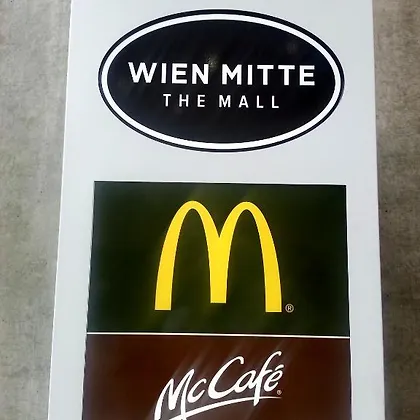 WIEN MITTE
THE MALL
M®
McCafé®